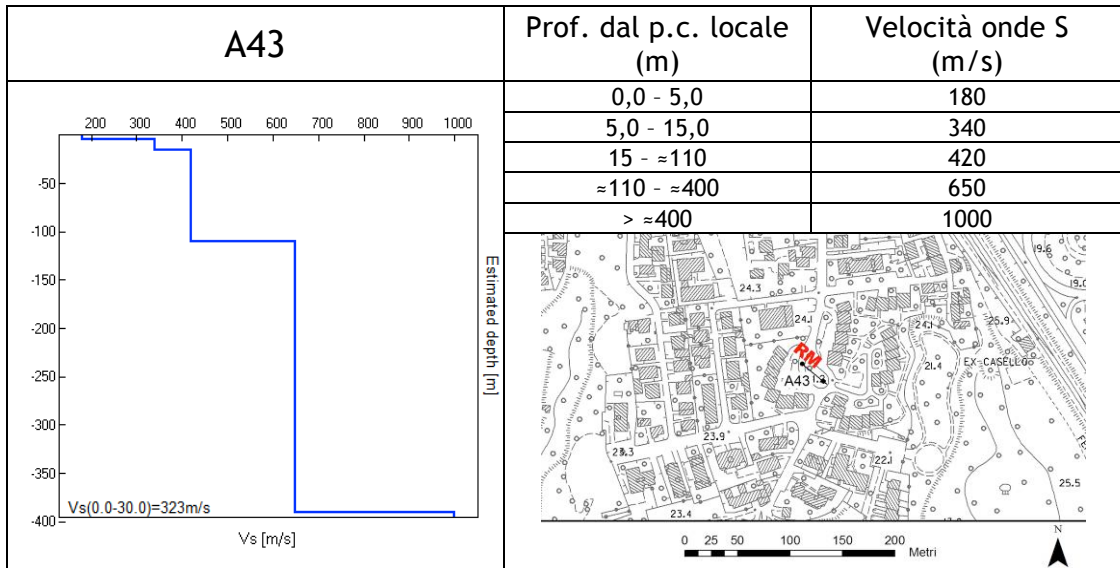 A43
Prof. dal p.c. locale
(m)
Velocità onde S
(m/s)
0,0 – 5,0
180
5,0 – 15,0
340
15 – ≈110
420
≈110 – ≈400
650
> ≈400
1000
200 300 400 500 600 700 800 900 1000
-50
-100
-150
-200
-250
-300
-350
-400
Estimated depth [m]
Vs(0.0-30.0)=323m/s
Vs [m/s]
19.6
19.0
24.3
24.1
24.1
25.9
RM
EX-CASELLO
21.4
A43
23.9
23.3
22.1
25.5
23.4
N
0 25 50 100 150 200
Metri